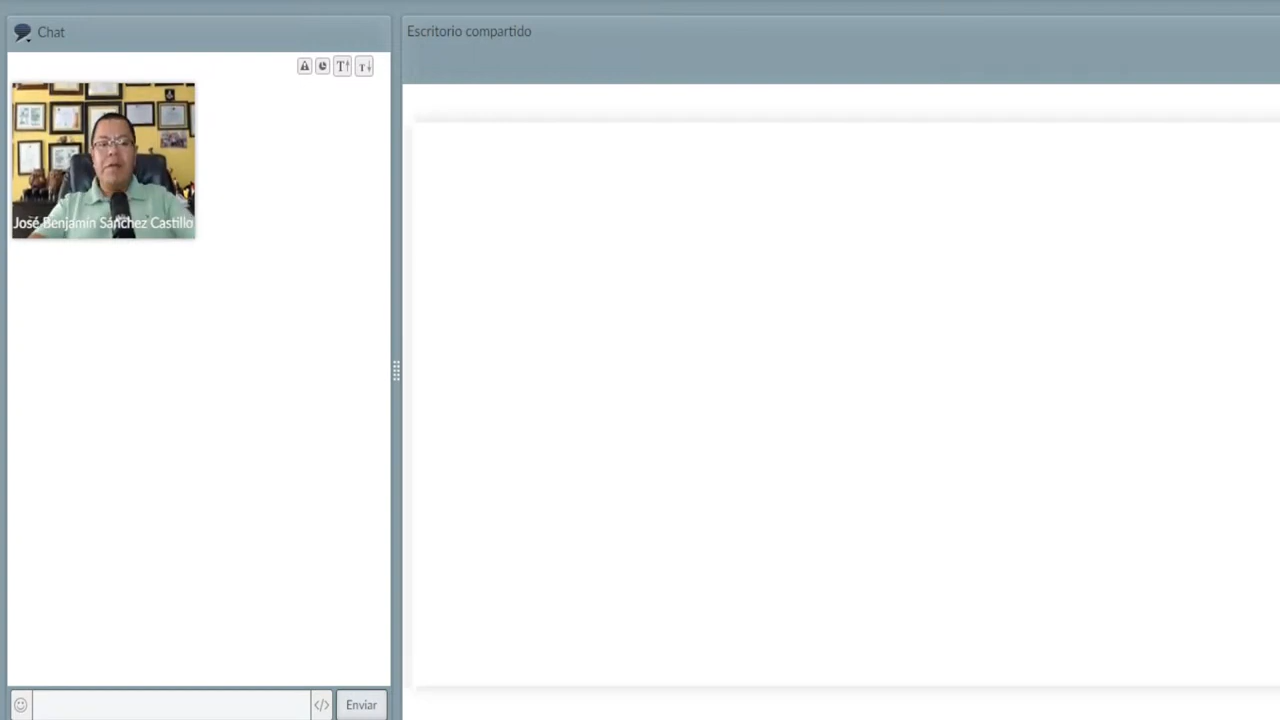 Chat
Escritorio compartido
T↑
T↓
José Benjamín Sánchez Castillo
</>
Enviar